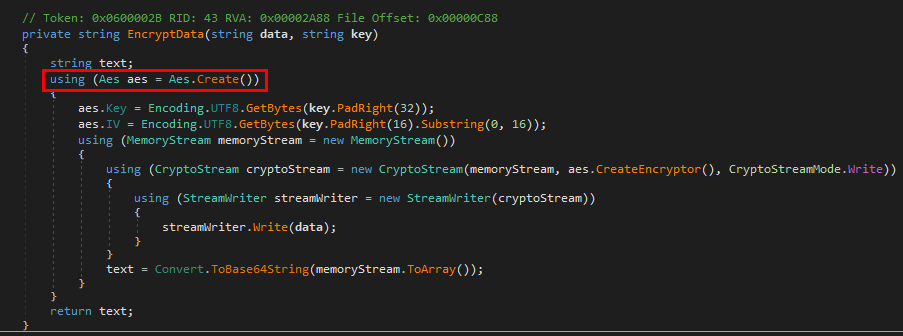 // Token: 0x0600002B RID: 43 RVA: 0x00002A88 File Offset: 0x00000C88
private string EncryptData(string data, string key)
{
    string text;
    using (Aes aes = Aes.Create())
    {
        aes.Key = Encoding.UTF8.GetBytes(key.PadRight(32));
        aes.IV = Encoding.UTF8.GetBytes(key.PadRight(16).Substring(0, 16));
        using (MemoryStream memoryStream = new MemoryStream())
        {
            using (CryptoStream cryptoStream = new CryptoStream(memoryStream, aes.CreateEncryptor(), CryptoStreamMode.Write))
            {
                using (StreamWriter streamWriter = new StreamWriter(cryptoStream))
                {
                    streamWriter.Write(data);
                }
            }
            text = Convert.ToBase64String(memoryStream.ToArray());
        }
    }
    return text;
}